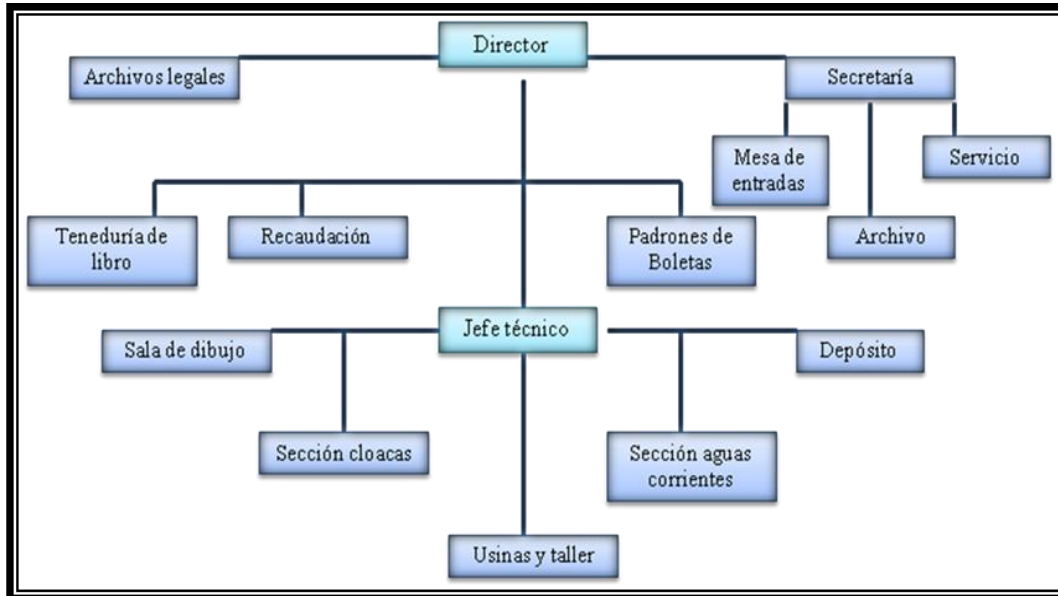 Director
Archivos legales
Secretaría
Mesa de
entradas
Servicio
Teneduría de
libro
Recaudación
Padrones de
Boletas
Archivo
Jefe técnico
Sala de dibujo
Depósito
Sección cloacas
Sección aguas
corrientes
Usinas y taller